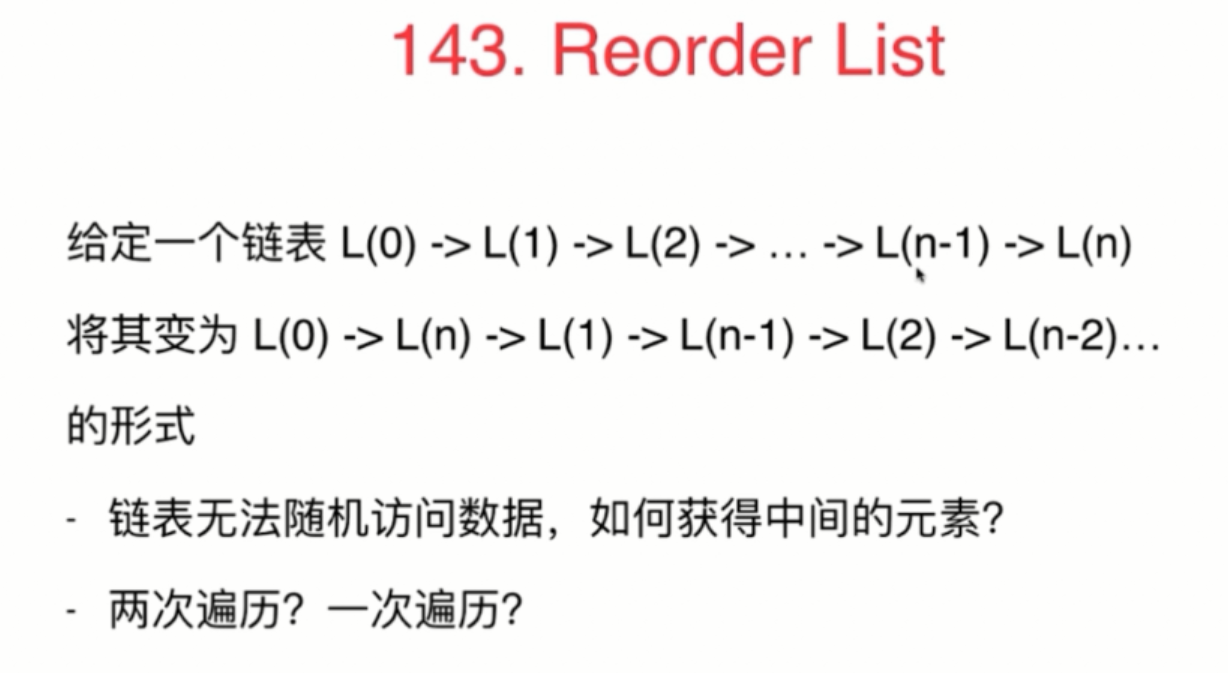 143. Reorder List
给定一个链表 L(0) -> L(1) -> L(2) -> … -> L(n-1) -> L(n)
将其变为 L(0) -> L(n) -> L(1) -> L(n-1) -> L(2) -> L(n-2)…
的形式
- 链表无法随机访问数据，如何获得中间的元素？
- 两次遍历？一次遍历？